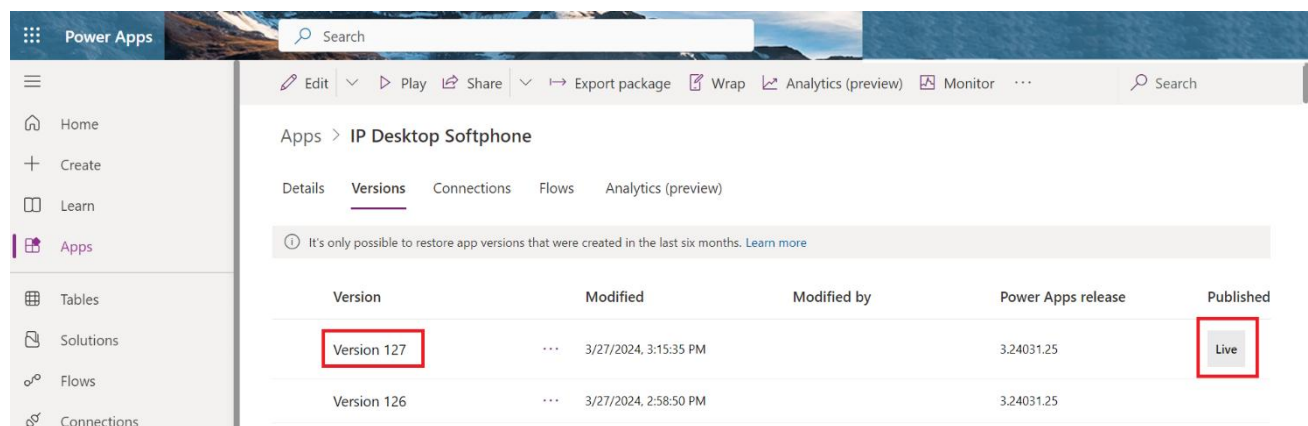 Power Apps
Search
Edit Play Share Export package Wrap Analytics (preview) Monitor ... Search
Home
Create
Learn
Apps
Tables
Solutions
Flows
Connections
Apps > IP Desktop Softphone
Details Versions Connections Flows Analytics (preview)
It's only possible to restore app versions that were created in the last six months. Learn more
Version Modified Modified by Power Apps release Published
Version 127 ... 3/27/2024, 3:15:35 PM 3.24031.25 Live
Version 126 ... 3/27/2024, 2:58:50 PM 3.24031.25